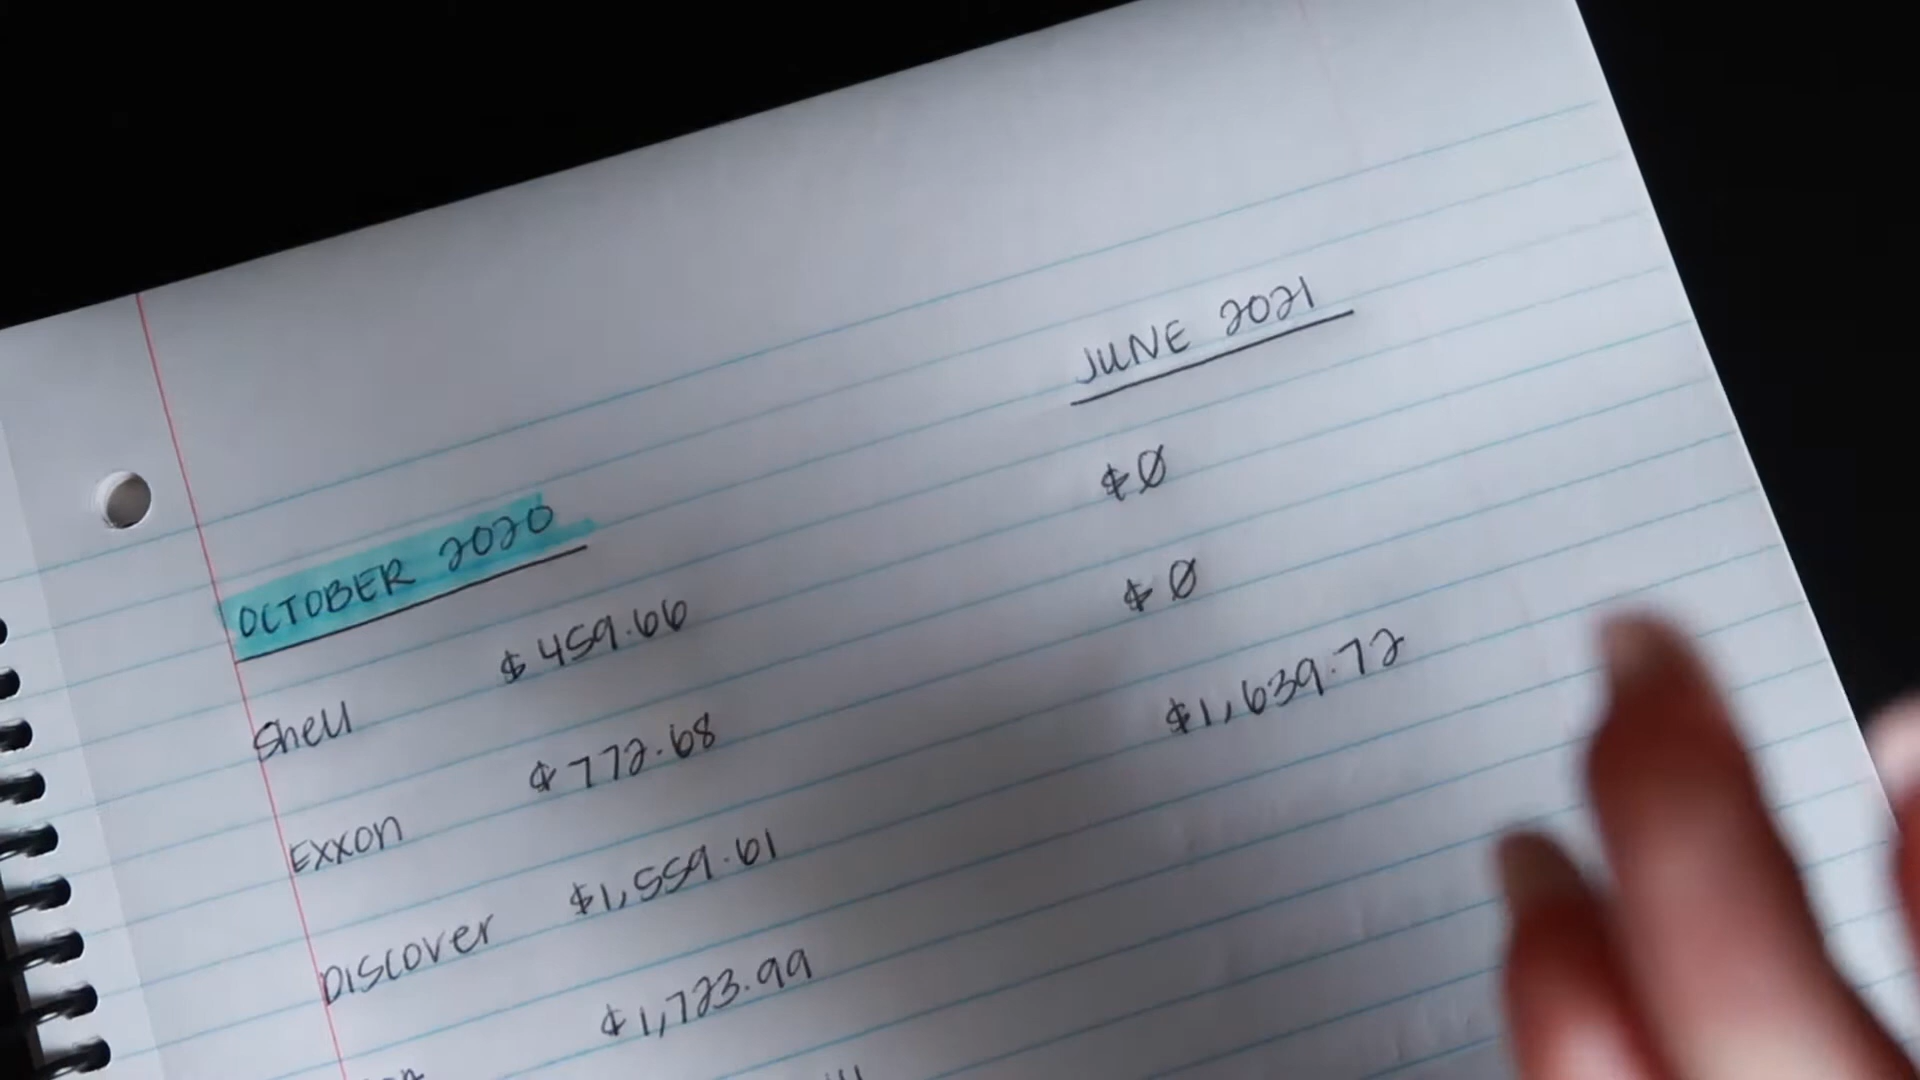 JUNE 2021
OCTOBER 2020
Shell $459.66 $0
Exxon $772.68 $0
Discover $1,559.61 $1,639.72
$1,723.99